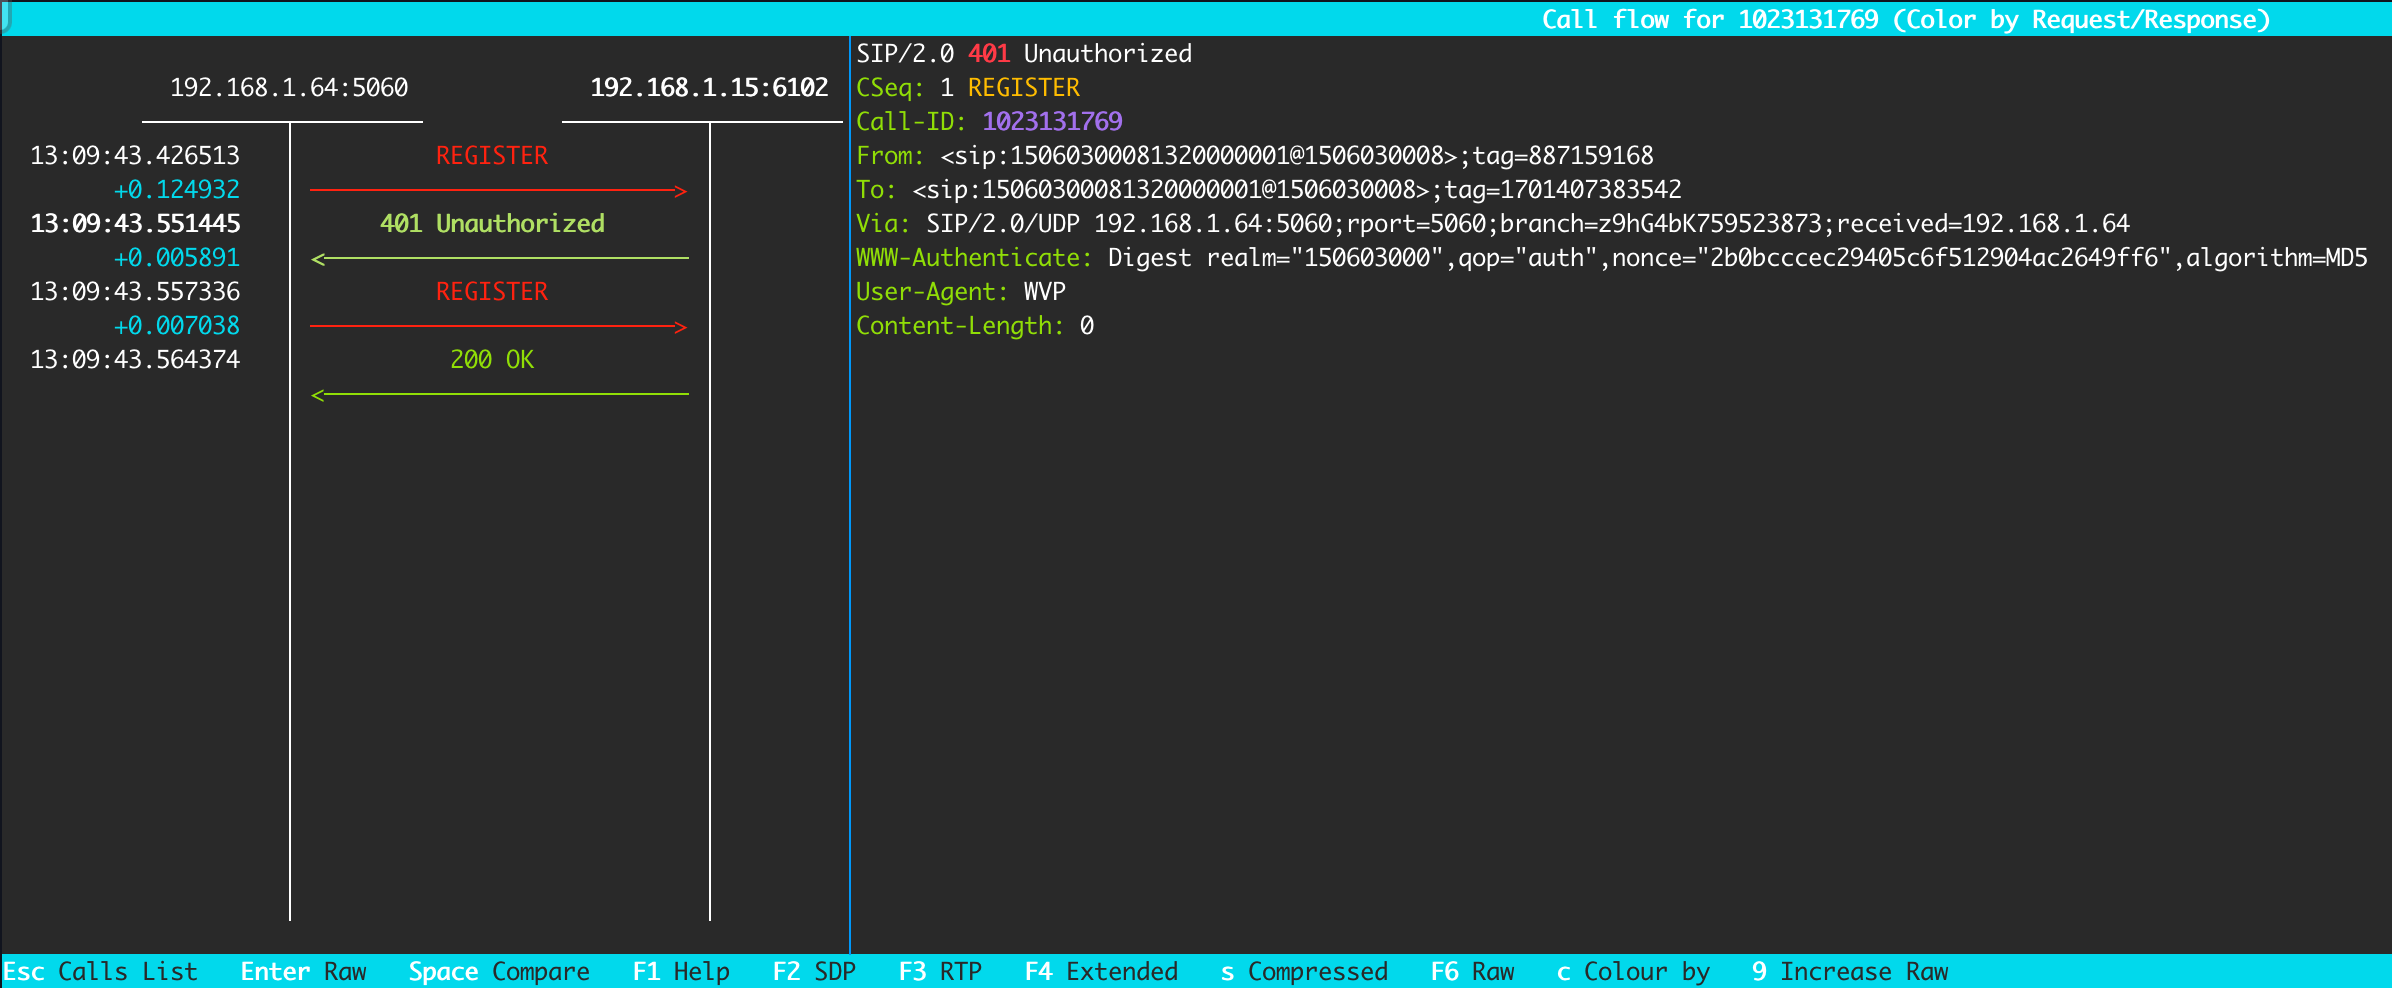 Call flow for 1023131769 (Color by Request/Response)
192.168.1.64:5060 192.168.1.15:6102
13:09:43.426513 REGISTER
+0.124932 >
13:09:43.551445 401 Unauthorized
+0.005891 <
13:09:43.557336 REGISTER
+0.007038 >
13:09:43.564374 200 OK
<
SIP/2.0 401 Unauthorized
CSeq: 1 REGISTER
Call-ID: 1023131769
From: <sip:15060300081320000001@1506030008>;tag=887159168
To: <sip:15060300081320000001@1506030008>;tag=1701407383542
Via: SIP/2.0/UDP 192.168.1.64:5060;rport=5060;branch=z9hG4bK759523873;received=192.168.1.64
WWW-Authenticate: Digest realm="150603000",qop="auth",nonce="2b0bcccec29405c6f512904ac2649ff6",algorithm=MD5
User-Agent: WVP
Content-Length: 0
Esc Calls List Enter Raw Space Compare F1 Help F2 SDP F3 RTP F4 Extended s Compressed F6 Raw c Colour by 9 Increase Raw